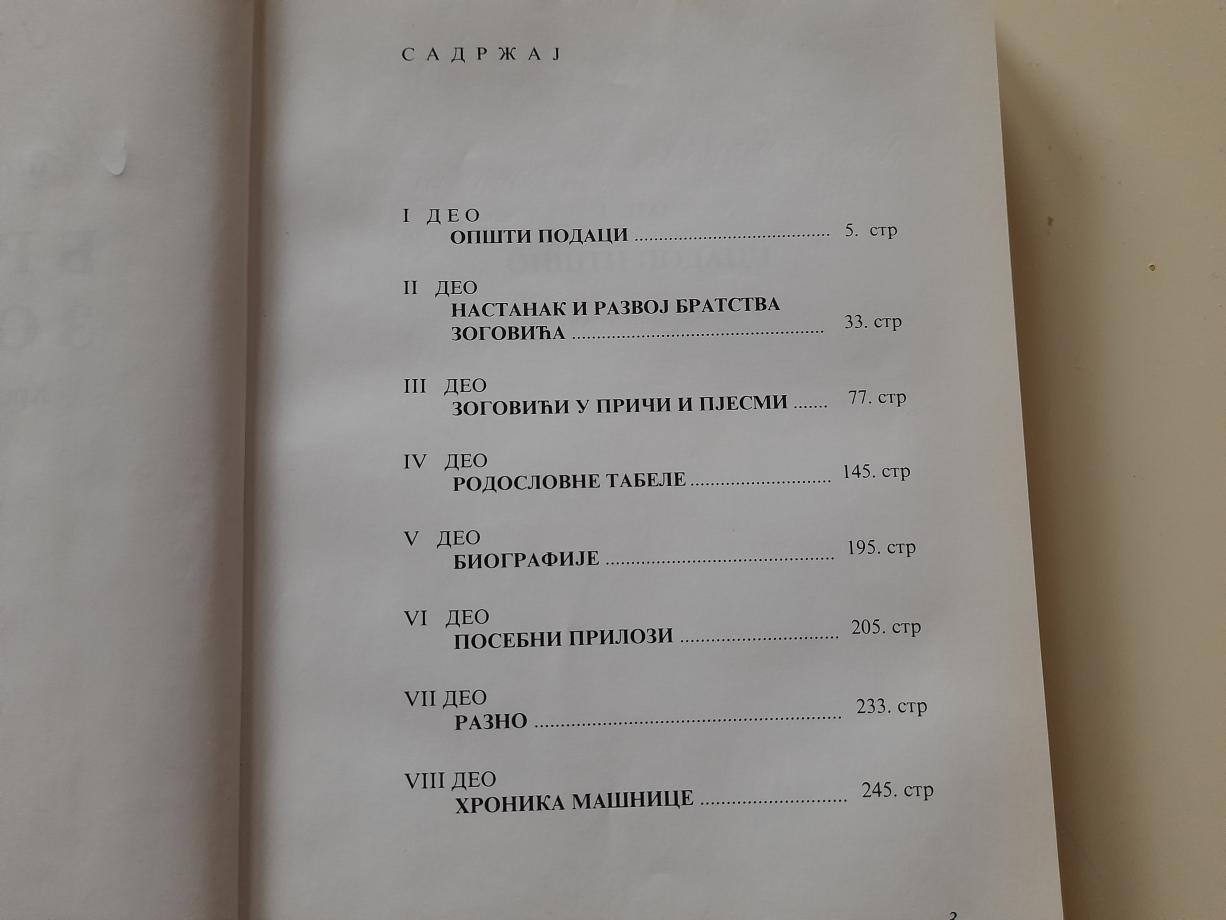 С А Д Р Ж А Ј
I Д Е О
ОПШТИ ПОДАЦИ ........................................ 5. стр
II ДЕО
НАСТАНАК И РАЗВОЈ БРАТСТВА
ЗОГОВИЋА .................................................... 33. стр
III ДЕО
ЗОГОВИЋИ У ПРИЧИ И ПЈЕСМИ ....... 77. стр
IV ДЕО
РОДОСЛОВНЕ ТАБЕЛЕ ............................. 145. стр
V ДЕО
БИОГРАФИЈЕ ............................................... 195. стр
VI ДЕО
ПОСЕБНИ ПРИЛОЗИ ................................ 205. стр
VII ДЕО
РАЗНО ............................................................... 233. стр
VIII ДЕО
ХРОНИКА МАШНИЦЕ .............................. 245. стр